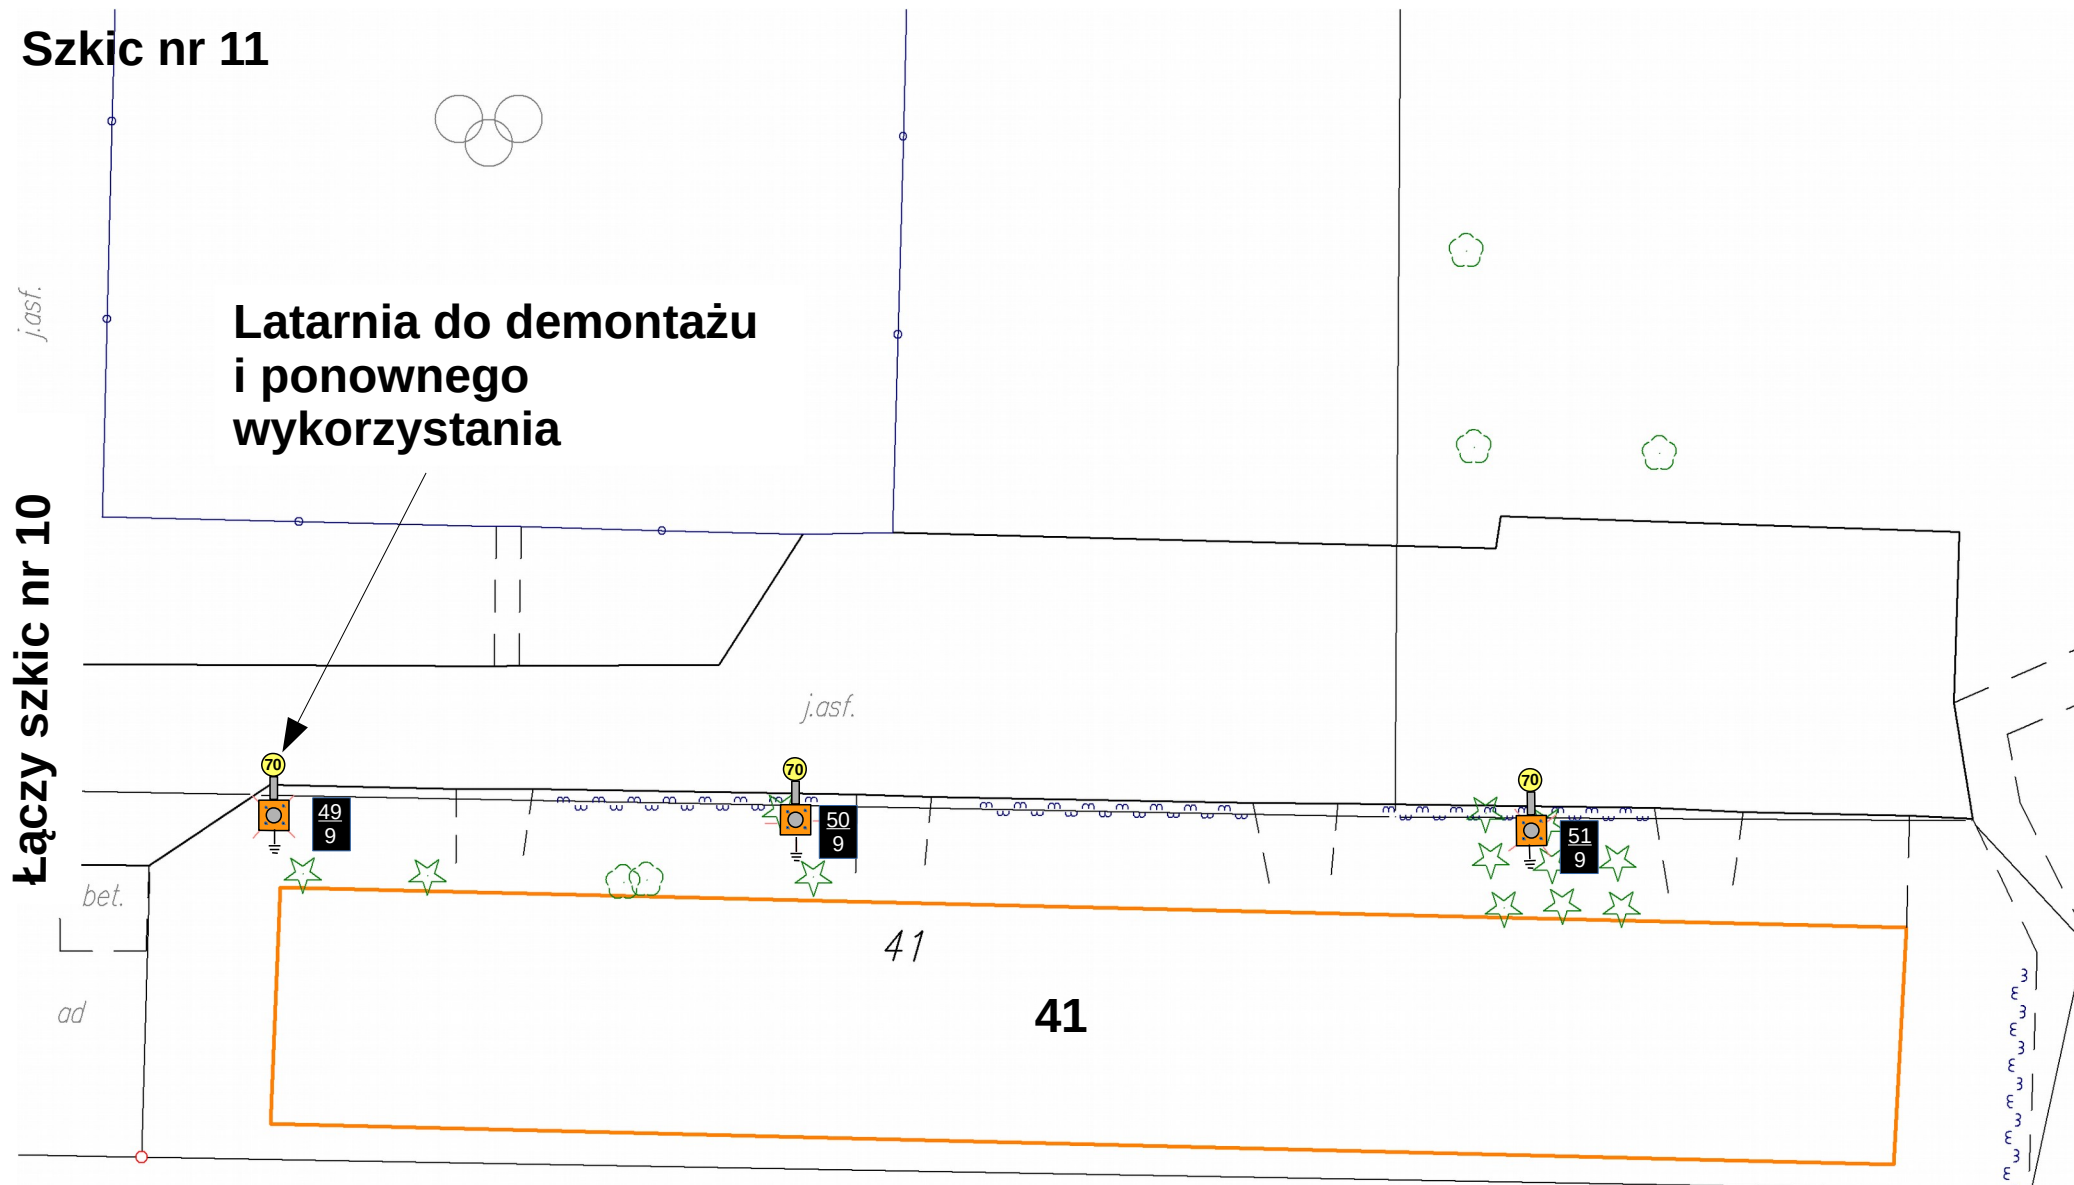 Szkic nr 11
j.asf.
Latarnia do demontażu
i ponownego
wykorzystania
Łączy szkic nr 10
j.asf.
70
49
9
70
50
9
70
51
9
bet.
41
41
ad